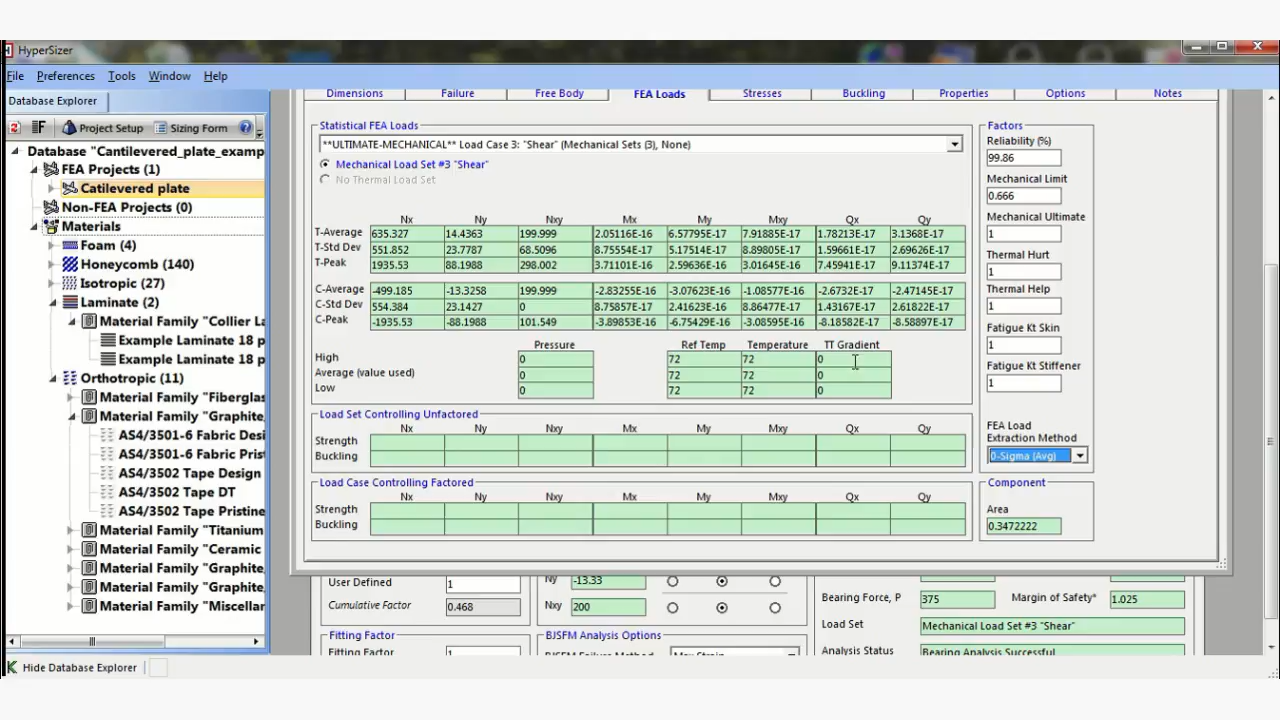 HyperSizer
File Preferences Tools Window Help
Database Explorer
Project Setup Sizing Form
Database "Cantilevered_plate_examp
FEA Projects (1)
Catilevered plate
Non-FEA Projects (0)
Materials
Foam (4)
Honeycomb (140)
Isotropic (27)
Laminate (2)
Material Family "Collier La
Example Laminate 18 p
Example Laminate 18 p
Orthotropic (11)
Material Family "Fiberglas
Material Family "Graphite,
AS4/3501-6 Fabric Desi
AS4/3501-6 Fabric Prist
AS4/3502 Tape Design
AS4/3502 Tape DT
AS4/3502 Tape Pristine
Material Family "Titanium
Material Family "Ceramic
Material Family "Graphite,
Material Family "Graphite,
Material Family "Miscellar
Hide Database Explorer
Dimensions Failure Free Body FEA Loads Stresses Buckling Properties Options Notes
Statistical FEA Loads
**ULTIMATE-MECHANICAL** Load Case 3: "Shear" (Mechanical Sets (3), None)
Mechanical Load Set #3 "Shear"
No Thermal Load Set
Nx Ny Nxy Mx My Mxy Qx Qy
T-Average 635.327 14.4363 199.999 2.05116E-16 6.57795E-17 7.91885E-17 1.78213E-17 3.1368E-17
T-Std Dev 551.852 23.7787 68.5096 8.75554E-17 5.17514E-17 8.89805E-17 1.59661E-17 2.69626E-17
T-Peak 1935.53 88.1988 298.002 3.71101E-16 2.59636E-16 3.01645E-16 7.45941E-17 9.11374E-17
C-Average -499.185 -13.3258 199.999 -2.83255E-16 -3.07623E-16 -1.08577E-16 -2.6732E-17 -2.47145E-17
C-Std Dev 554.384 23.1427 0 8.75857E-17 2.41623E-16 8.86477E-17 1.43167E-17 2.61822E-17
C-Peak -1935.53 -88.1988 101.549 -3.89853E-16 -6.75429E-16 -3.08595E-16 -8.18582E-17 -8.58897E-17
Pressure Ref Temp Temperature TT Gradient
High 0 72 72 0
Average (value used) 0 72 72 0
Low 0 72 72 0
Load Set Controlling Unfactored
Nx Ny Nxy Mx My Mxy Qx Qy
Strength
Buckling
Load Case Controlling Factored
Nx Ny Nxy Mx My Mxy Qx Qy
Strength
Buckling
Factors
Reliability (%)
99.86
Mechanical Limit
0.666
Mechanical Ultimate
1
Thermal Hurt
1
Thermal Help
1
Fatigue Kt Skin
1
Fatigue Kt Stiffener
1
FEA Load
Extraction Method
0-Sigma (Avg)
Component
Area
0.3472222
User Defined 1
Cumulative Factor 0.468
Fitting Factor
Fitting Factor 1
Ny -13.33
Nxy 200
BJSFM Analysis Options
BJSFM Failure Method Max Strain
Bearing Force, P 375 Margin of Safety* 1.025
Load Set Mechanical Load Set #3 "Shear"
Analysis Status Bearing Analysis Successful